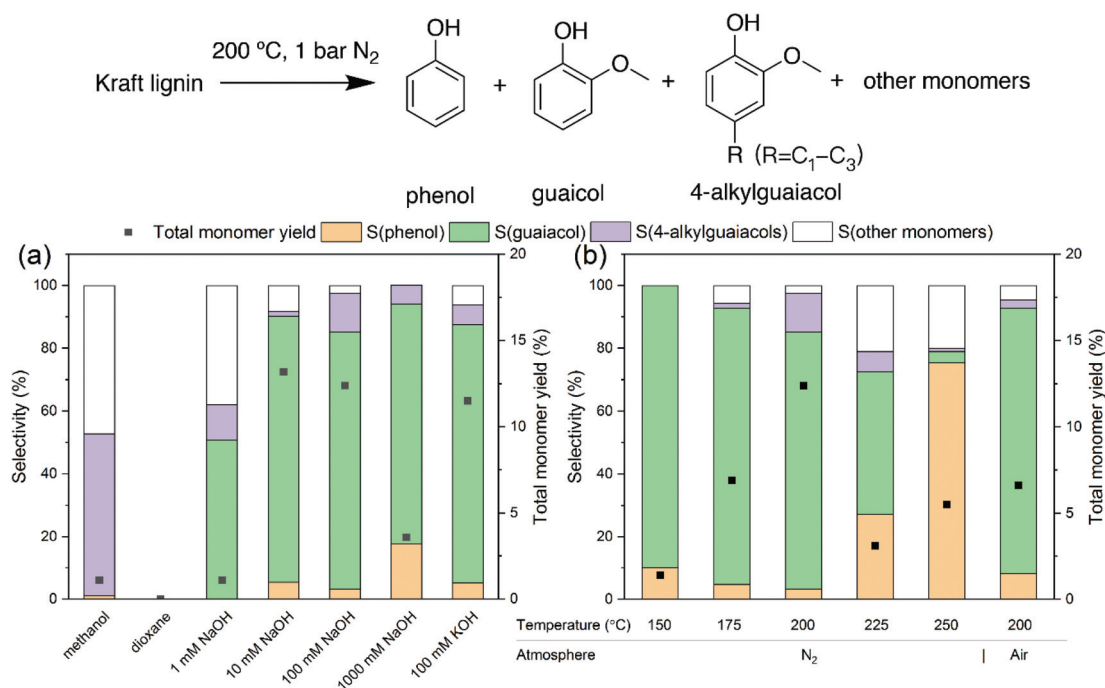 OH
OH
OH
200 °C, 1 bar N2
O
O
Kraft lignin
+
+
+
other monomers
R (R=C1–C3)
phenol
guaicol
4-alkylguaiacol
Total monomer yield S(phenol) S(guaiacol) S(4-alkylguaiacols) S(other monomers)
(a)
Selectivity (%)
100
80
60
40
20
0
20
15
10
5
0
Total monomer yield (%)
methanol
dioxane
1 mM NaOH
10 mM NaOH
100 mM NaOH
1000 mM NaOH
100 mM KOH
(b)
Selectivity (%)
100
80
60
40
20
0
20
15
10
5
0
Total monomer yield (%)
Temperature (°C) 150 175 200 225 250 200
Atmosphere N2 | Air